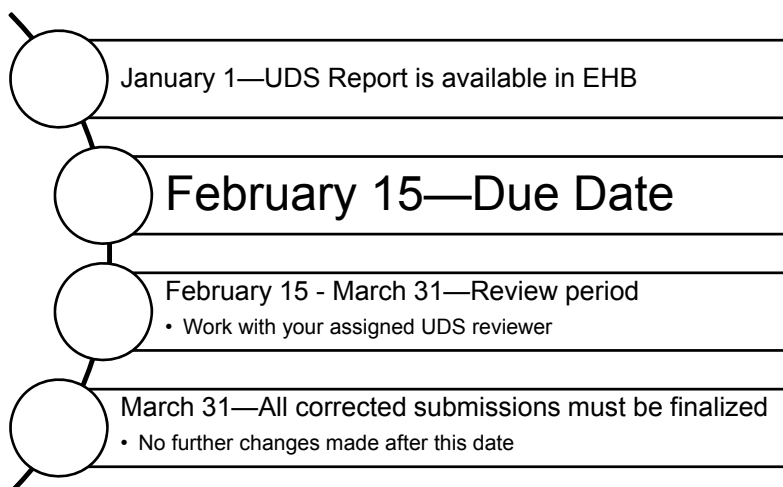 January 1—UDS Report is available in EHB
February 15—Due Date
February 15 - March 31—Review period
• Work with your assigned UDS reviewer
March 31—All corrected submissions must be finalized
• No further changes made after this date